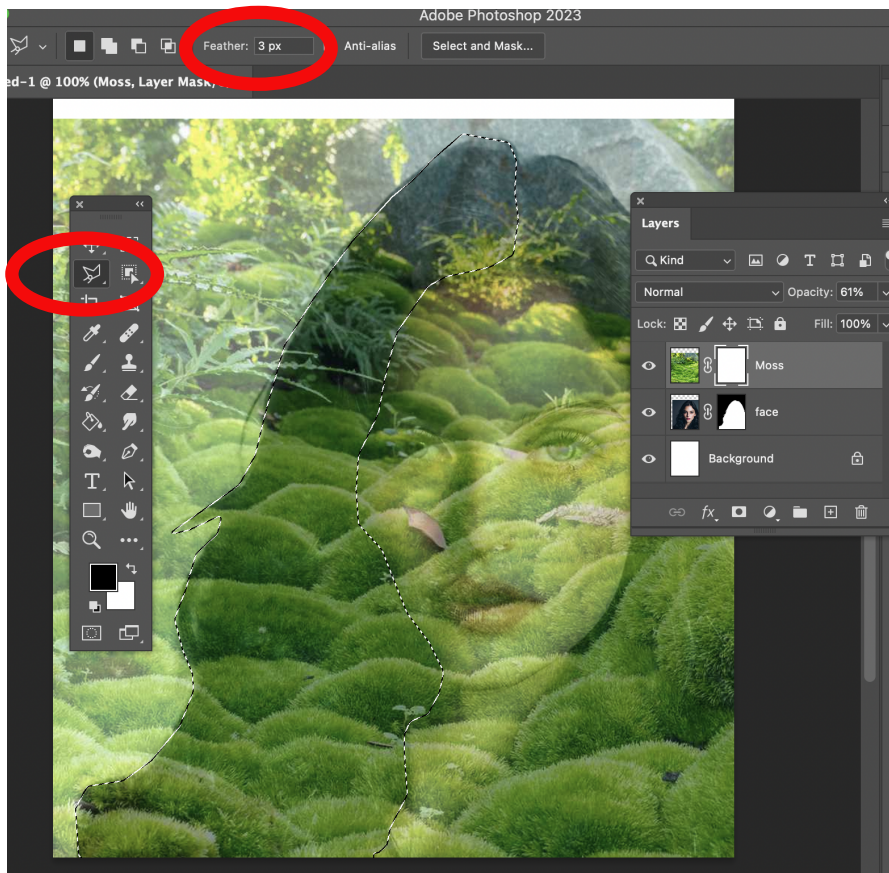 Adobe Photoshop 2023
Feather: 3 px Anti-alias Select and Mask...
ed-1 @ 100% (Moss, Layer Mask/
Layers
Kind
Normal Opacity: 61%
Lock: Fill: 100%
Moss
face
Background
fx